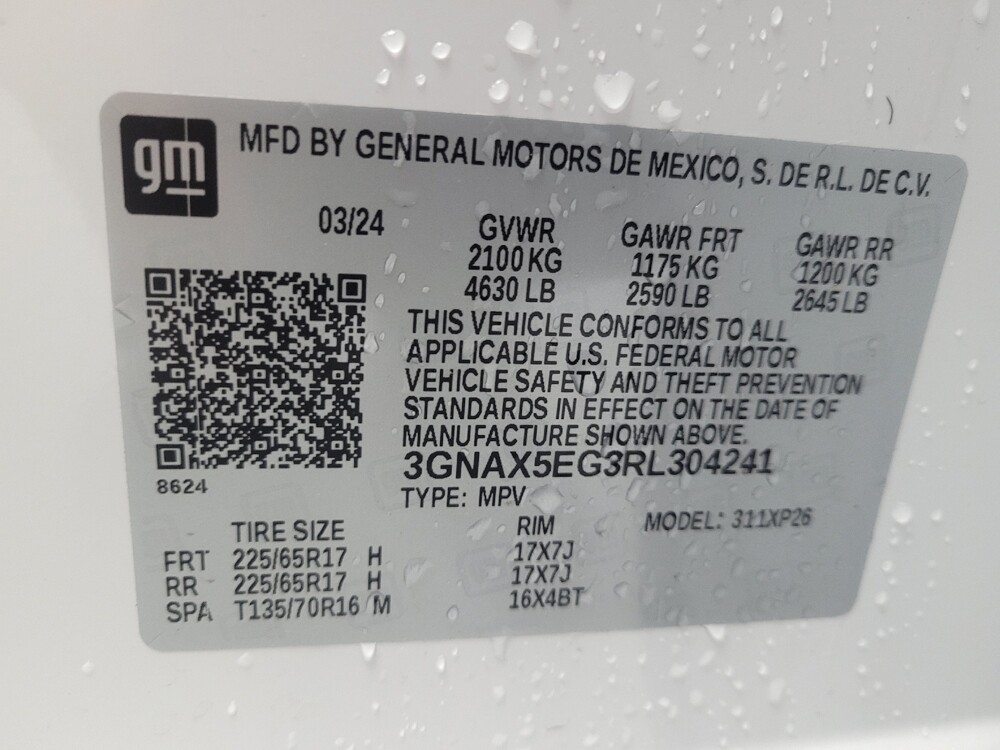 gm
MFD BY GENERAL MOTORS DE MEXICO, S. DE R.L. DE C.V.
03/24 GVWR GAWR FRT GAWR RR
2100 KG 1175 KG 1200 KG
4630 LB 2590 LB 2645 LB
THIS VEHICLE CONFORMS TO ALL
APPLICABLE U.S. FEDERAL MOTOR
VEHICLE SAFETY AND THEFT PREVENTION
STANDARDS IN EFFECT ON THE DATE OF
MANUFACTURE SHOWN ABOVE.
3GNAX5EG3RL304241
8624
TYPE: MPV MODEL: 311XP26
TIRE SIZE RIM
FRT 225/65R17 H 17X7J
RR 225/65R17 H 17X7J
SPA T135/70R16 M 16X4BT